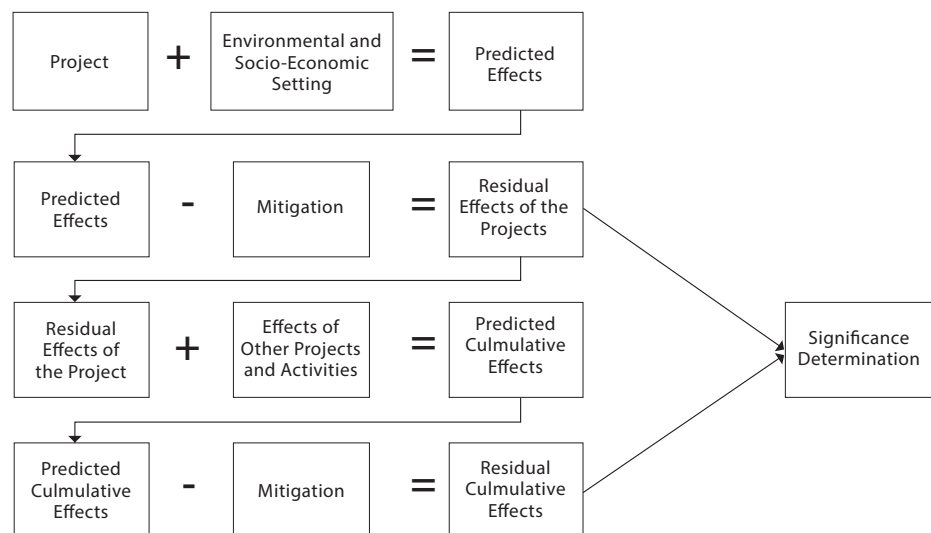 Project
+
Environmental and
Socio-Economic
Setting
=
Predicted
Effects
Predicted
Effects
-
Mitigation
=
Residual
Effects of the
Projects
Residual
Effects of
the Project
+
Effects of
Other Projects
and Activities
=
Predicted
Culmulative
Effects
Significance
Determination
Predicted
Culmulative
Effects
-
Mitigation
=
Residual
Culmulative
Effects